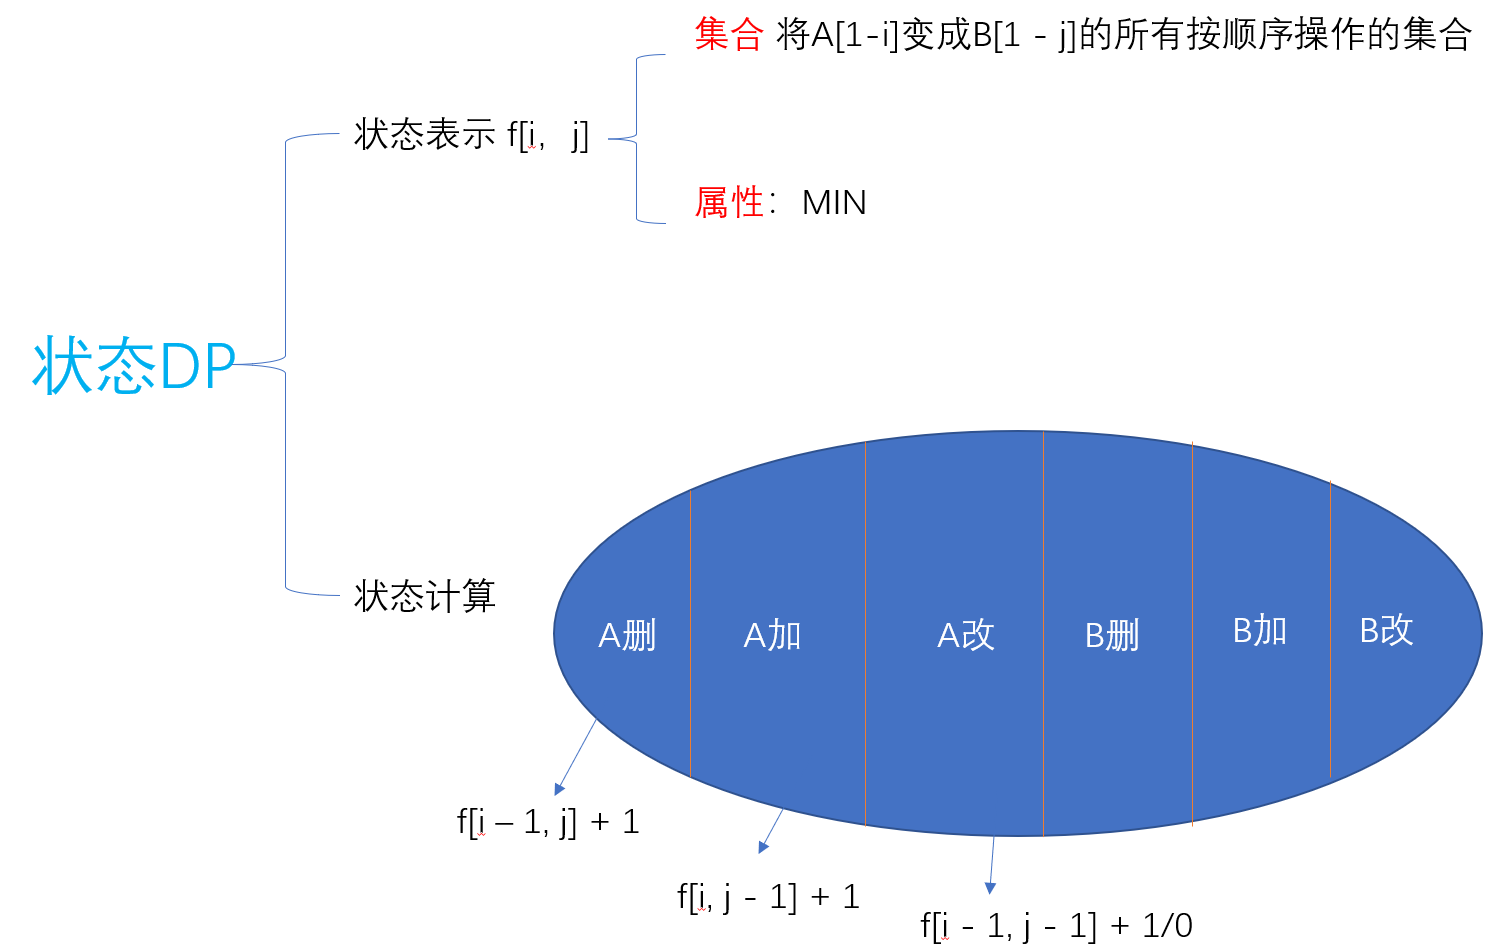 集合 将A[1-i]变成B[1 - j]的所有按顺序操作的集合
状态表示 f[i, j]
属性：MIN
状态DP
状态计算
A删 A加 A改 B删 B加 B改
f[i – 1, j] + 1
f[i, j - 1] + 1
f[i - 1, j - 1] + 1/0